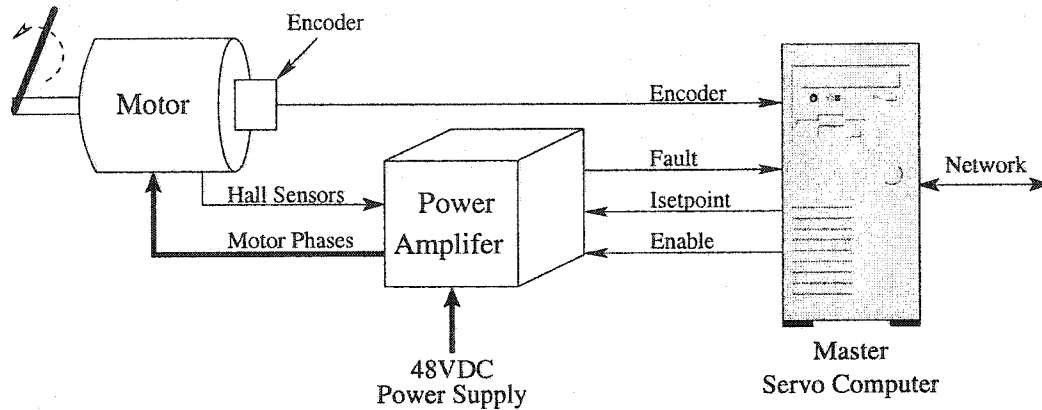 Encoder
Motor
Encoder
Fault
Network
Hall Sensors
Power
Amplifer
Isetpoint
Motor Phases
Enable
48VDC
Power Supply
Master
Servo Computer